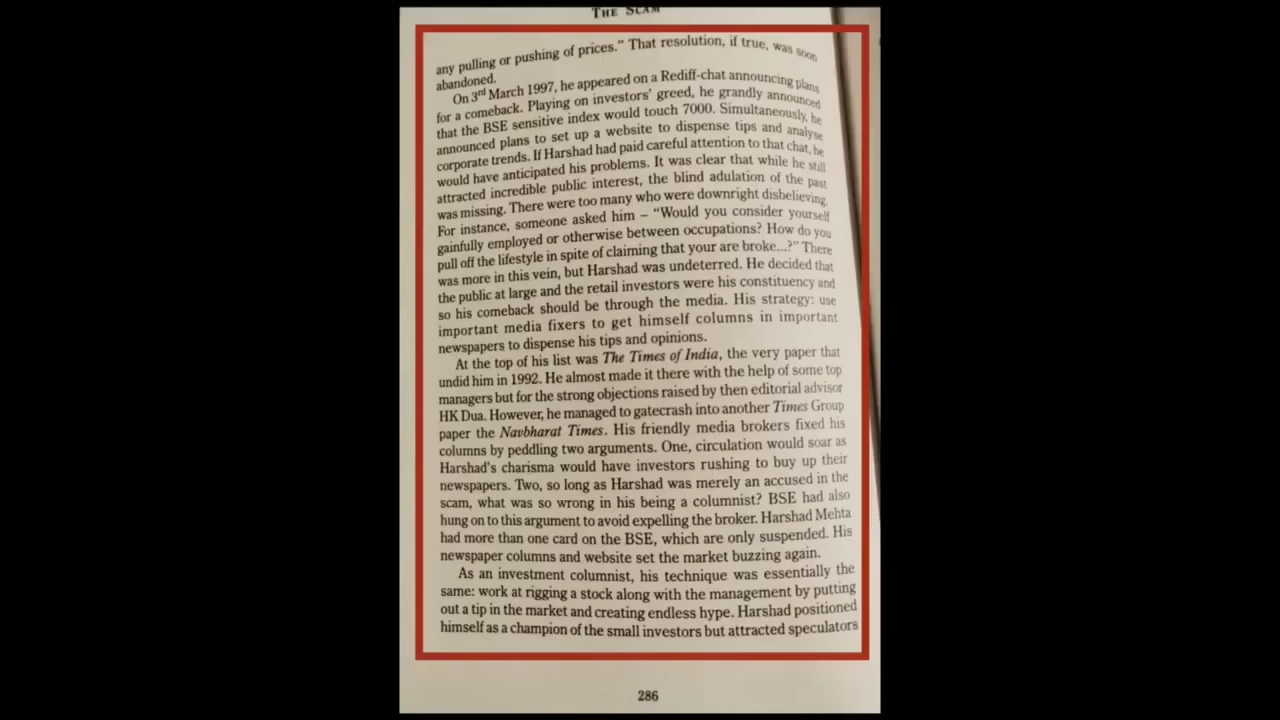 THE SCAM
any pulling or pushing of prices." That resolution, if true, was soon
abandoned.
On 3rd March 1997, he appeared on a Rediff-chat announcing plans
for a comeback. Playing on investors' greed, he grandly announced
that the BSE sensitive index would touch 7000. Simultaneously, he
announced plans to set up a website to dispense tips and analyse
corporate trends. If Harshad had paid careful attention to that chat, he
would have anticipated his problems. It was clear that while he still
attracted incredible public interest, the blind adulation of the past
was missing. There were too many who were downright disbelieving.
For instance, someone asked him – "Would you consider yourself
gainfully employed or otherwise between occupations? How do you
pull off the lifestyle in spite of claiming that your are broke...?" There
was more in this vein, but Harshad was undeterred. He decided that
the public at large and the retail investors were his constituency and
so his comeback should be through the media. His strategy: use
important media fixers to get himself columns in important
newspapers to dispense his tips and opinions.
At the top of his list was The Times of India, the very paper that
undid him in 1992. He almost made it there with the help of some top
managers but for the strong objections raised by then editorial advisor
HK Dua. However, he managed to gatecrash into another Times Group
paper the Navbharat Times. His friendly media brokers fixed his
columns by peddling two arguments. One, circulation would soar as
Harshad's charisma would have investors rushing to buy up their
newspapers. Two, so long as Harshad was merely an accused in the
scam, what was so wrong in his being a columnist? BSE had also
hung on to this argument to avoid expelling the broker. Harshad Mehta
had more than one card on the BSE, which are only suspended. His
newspaper columns and website set the market buzzing again.
As an investment columnist, his technique was essentially the
same: work at rigging a stock along with the management by putting
out a tip in the market and creating endless hype. Harshad positioned
himself as a champion of the small investors but attracted speculators
286